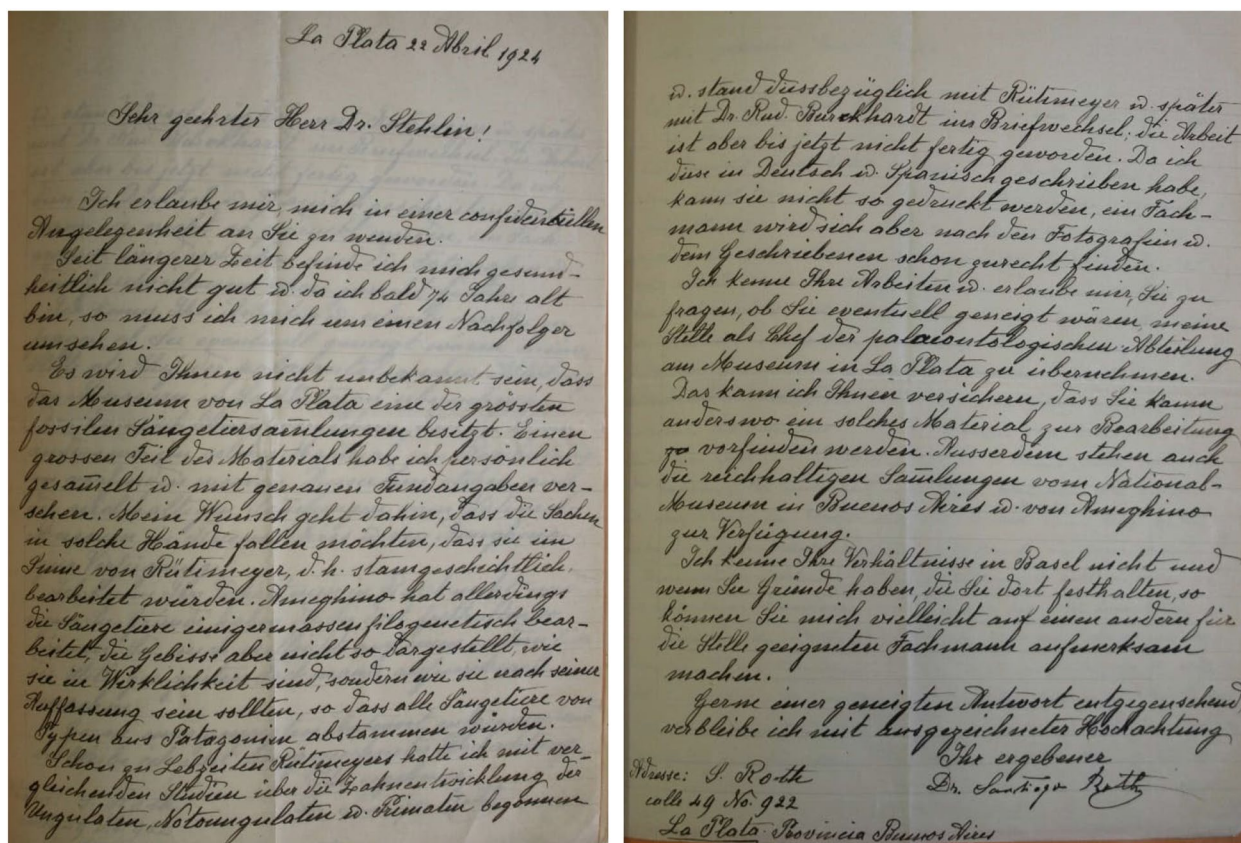 La Plata 22 Abril 1924
Sehr geehrter Herr Dr. Stehlin!
Ich erlaube mir, mich in einer confidentiellen
Angelegenheit an Sie zu wenden.
Seit längerer Zeit befinde ich mich gesund-
heitlich nicht gut u. da ich bald 74 Jahre alt
bin, so muss ich mich um einen Nachfolger
umsehen.
Es wird Ihnen nicht unbekannt sein, dass
das Museum von La Plata eine der grössten
fossilen Säugetiersam̄lungen besitzt. Einen
grossen Teil des Materials habe ich persönlich
gesam̄elt u. mit genauen Fundangaben ver-
sehen. Mein Wunsch geht dahin, dass die Sachen
in solche Hände fallen möchten, dass sie im
Sinne von Rütimeyer, d. h. stam̄geschichtlich,
bearbeitet würden. Ameghino hat allerdings
die Säugetiere einigermassen filogenetisch bear-
beitet, die Gebisse aber nicht so dargestellt, wie
sie in Wirklichkeit sind, sondern wie sie nach seiner
Auffassung sein sollten, so dass alle Säugetiere von
Typen aus Patagonien abstammen würden.
Schon zu Lebzeiten Rütimeyers hatte ich mit ver-
gleichenden Studien über die Zahnentwicklung der
Ungulaten, Notoungulaten u. Primaten begonnen
u. stand diessbezüglich mit Rütimeyer u. später
mit Dr. Rud. Burckhardt im Briefwechsel; die Arbeit
ist aber bis jetzt nicht fertig geworden. Da ich
diese in Deutsch u. Spanisch geschrieben habe,
kann sie nicht so gedruckt werden, ein Fach-
mann wird sich aber nach den Fotografien u.
dem Geschriebenen schon zurecht finden.
Ich kenne Ihre Arbeiten u. erlaube mir, Sie zu
fragen, ob Sie eventuell geneigt wären, meine
Stelle als Chef der palaeontologischen Abteilung
am Museum in La Plata zu übernehmen.
Das kann ich Ihnen versichern, dass Sie kaum
anderswo ein solches Material zur Bearbeitung
vorfinden werden. Ausserdem stehen auch
die reichhaltigen Sam̄lungen vom National-
Museum in Buenos Aires u. von Ameghino
zur Verfügung.
Ich kenne Ihre Verhältnisse in Basel nicht und
wenn Sie Gründe haben, die Sie dort festhalten, so
können Sie mich vielleicht auf einen andern für
die Stelle geeigneten Fachmann aufmerksam
machen.
Gerne einer geneigten Antwort entgegensehend
verbleibe ich mit ausgezeichneter Hochachtung
Ihr ergebener
Dr. Santiago Roth
Adresse: S. Roth
calle 49 No. 922
La Plata Provincia Buenos Aires